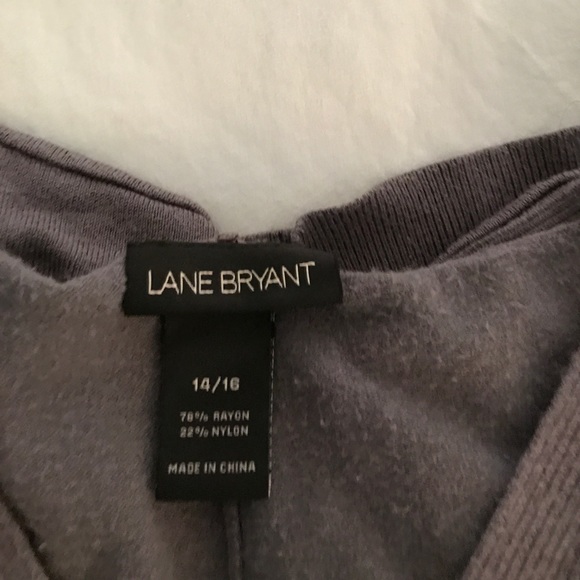 LANE BRYANT
14/16
78% RAYON
22% NYLON
MADE IN CHINA